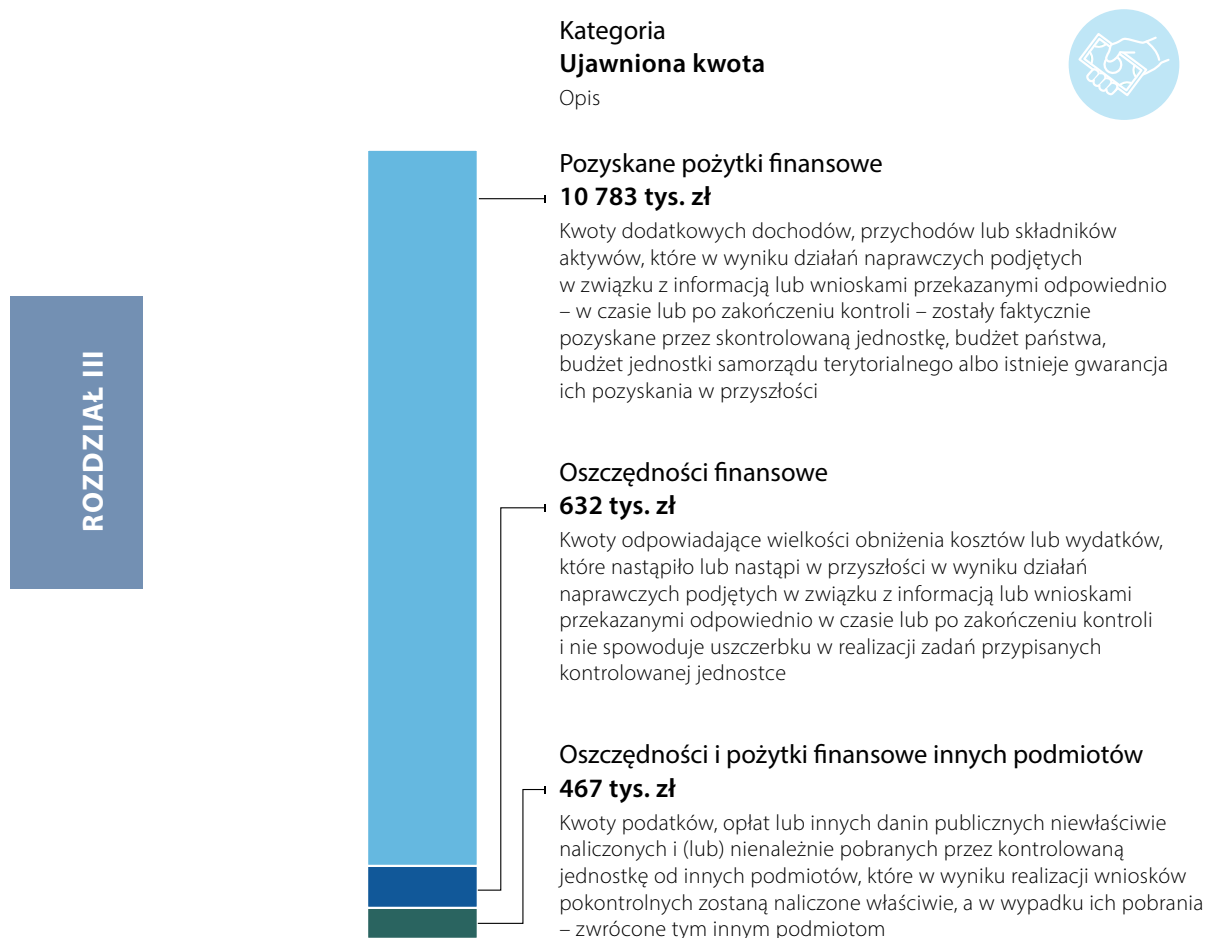 Kategoria
Ujawniona kwota
Opis
Pozyskane pożytki finansowe
10 783 tys. zł
Kwoty dodatkowych dochodów, przychodów lub składników
aktywów, które w wyniku działań naprawczych podjętych
w związku z informacją lub wnioskami przekazanymi odpowiednio
– w czasie lub po zakończeniu kontroli – zostały faktycznie
pozyskane przez skontrolowaną jednostkę, budżet państwa,
budżet jednostki samorządu terytorialnego albo istnieje gwarancja
ich pozyskania w przyszłości
ROZDZIAŁ III
Oszczędności finansowe
632 tys. zł
Kwoty odpowiadające wielkości obniżenia kosztów lub wydatków,
które nastąpiło lub nastąpi w przyszłości w wyniku działań
naprawczych podjętych w związku z informacją lub wnioskami
przekazanymi odpowiednio w czasie lub po zakończeniu kontroli
i nie spowoduje uszczerbku w realizacji zadań przypisanych
kontrolowanej jednostce
Oszczędności i pożytki finansowe innych podmiotów
467 tys. zł
Kwoty podatków, opłat lub innych danin publicznych niewłaściwie
naliczonych i (lub) nienależnie pobranych przez kontrolowaną
jednostkę od innych podmiotów, które w wyniku realizacji wniosków
pokontrolnych zostaną naliczone właściwie, a w wypadku ich pobrania
– zwrócone tym innym podmiotom